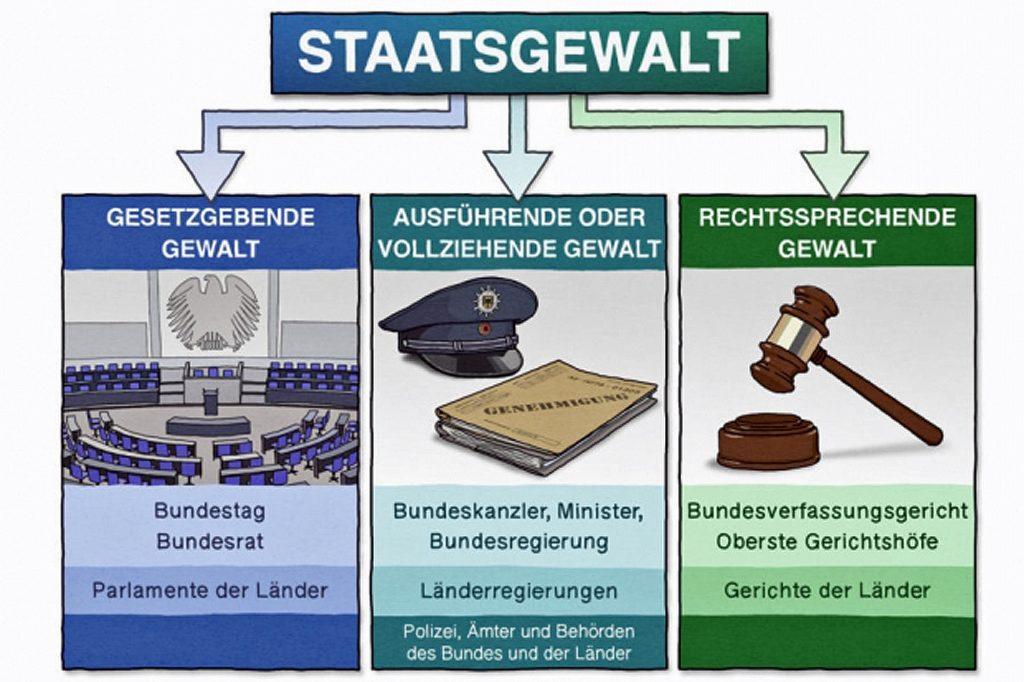 STAATSGEWALT
GESETZGEBENDE
GEWALT
Bundestag
Bundesrat
Parlamente der Länder
AUSFÜHRENDE ODER
VOLLZIEHENDE GEWALT
GENEHMIGUNG
Bundeskanzler, Minister,
Bundesregierung
Länderregierungen
Polizei, Ämter und Behörden
des Bundes und der Länder
RECHTSSPRECHENDE
GEWALT
Bundesverfassungsgericht
Oberste Gerichtshöfe
Gerichte der Länder